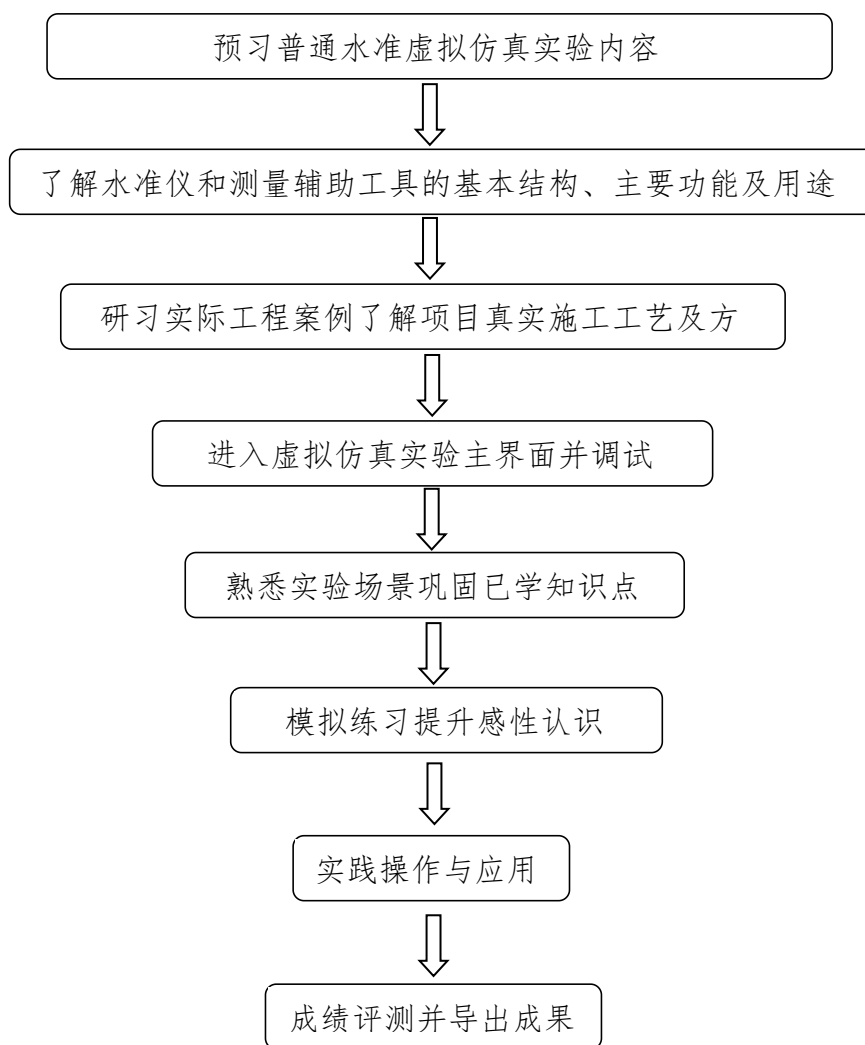 预习普通水准虚拟仿真实验内容
了解水准仪和测量辅助工具的基本结构、主要功能及用途
研习实际工程案例了解项目真实施工工艺及方
进入虚拟仿真实验主界面并调试
熟悉实验场景巩固已学知识点
模拟练习提升感性认识
实践操作与应用
成绩评测并导出成果